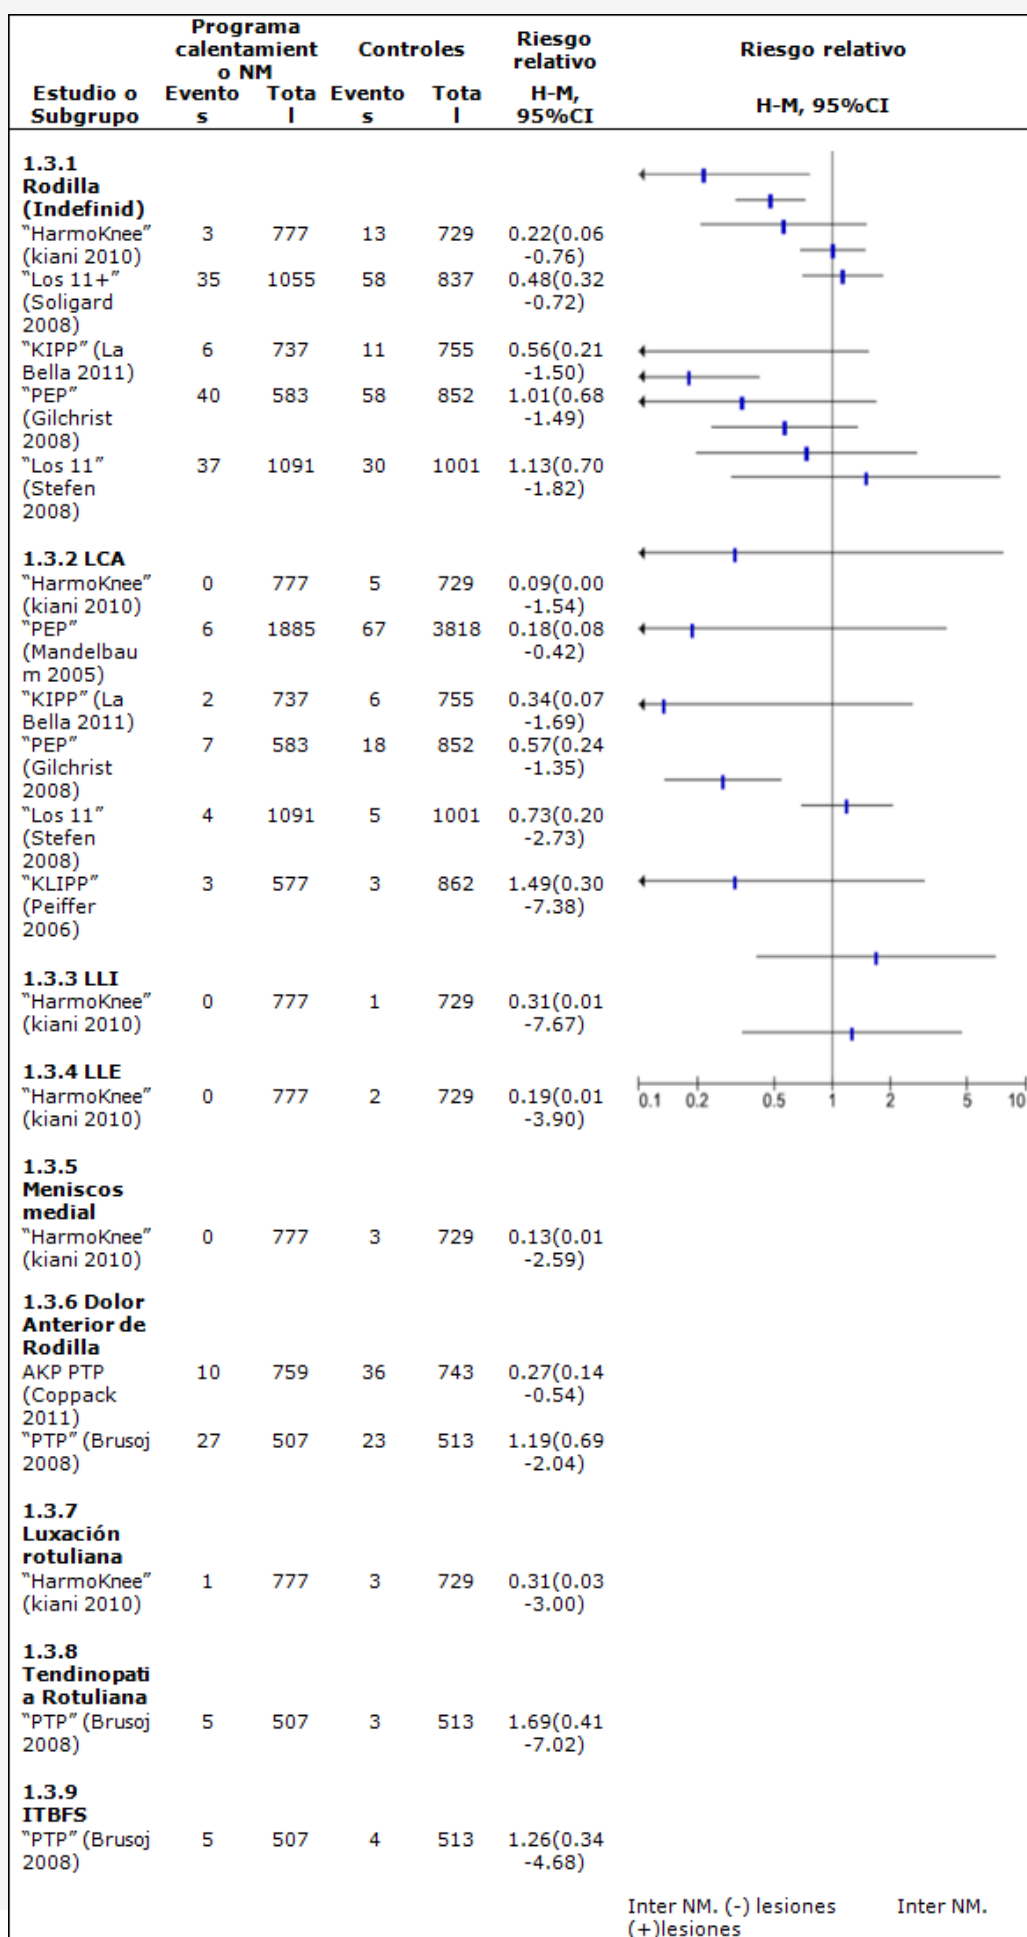 Programa
calentamient
o NM
Controles
Riesgo
relativo
Riesgo relativo
Estudio o
Subgrupo
Evento
s
Tota
l
Evento
s
Tota
l
H-M,
95%CI
H-M, 95%CI
1.3.1
Rodilla
(Indefinid)
“HarmoKnee” 3 777 13 729 0.22(0.06
(kiani 2010) -0.76)
“Los 11+” 35 1055 58 837 0.48(0.32
(Soligard -0.72)
2008)
“KIPP” (La 6 737 11 755 0.56(0.21
Bella 2011) -1.50)
“PEP” 40 583 58 852 1.01(0.68
(Gilchrist -1.49)
2008)
“Los 11” 37 1091 30 1001 1.13(0.70
(Stefen -1.82)
2008)
1.3.2 LCA
“HarmoKnee” 0 777 5 729 0.09(0.00
(kiani 2010) -1.54)
“PEP” 6 1885 67 3818 0.18(0.08
(Mandelbau -0.42)
m 2005)
“KIPP” (La 2 737 6 755 0.34(0.07
Bella 2011) -1.69)
“PEP” 7 583 18 852 0.57(0.24
(Gilchrist -1.35)
2008)
“Los 11” 4 1091 5 1001 0.73(0.20
(Stefen -2.73)
2008)
“KLIPP” 3 577 3 862 1.49(0.30
(Peiffer -7.38)
2006)
1.3.3 LLI
“HarmoKnee” 0 777 1 729 0.31(0.01
(kiani 2010) -7.67)
1.3.4 LLE
“HarmoKnee” 0 777 2 729 0.19(0.01
(kiani 2010) -3.90)
0.1 0.2 0.5 1 2 5 10
1.3.5
Meniscos
medial
“HarmoKnee” 0 777 3 729 0.13(0.01
(kiani 2010) -2.59)
1.3.6 Dolor
Anterior de
Rodilla
AKP PTP 10 759 36 743 0.27(0.14
(Coppack -0.54)
2011)
“PTP” (Brusoj 27 507 23 513 1.19(0.69
2008) -2.04)
1.3.7
Luxación
rotuliana
“HarmoKnee” 1 777 3 729 0.31(0.03
(kiani 2010) -3.00)
1.3.8
Tendinopati
a Rotuliana
“PTP” (Brusoj 5 507 3 513 1.69(0.41
2008) -7.02)
1.3.9
ITBFS
“PTP” (Brusoj 5 507 4 513 1.26(0.34
2008) -4.68)
Inter NM. (-) lesiones Inter NM.
(+)lesiones